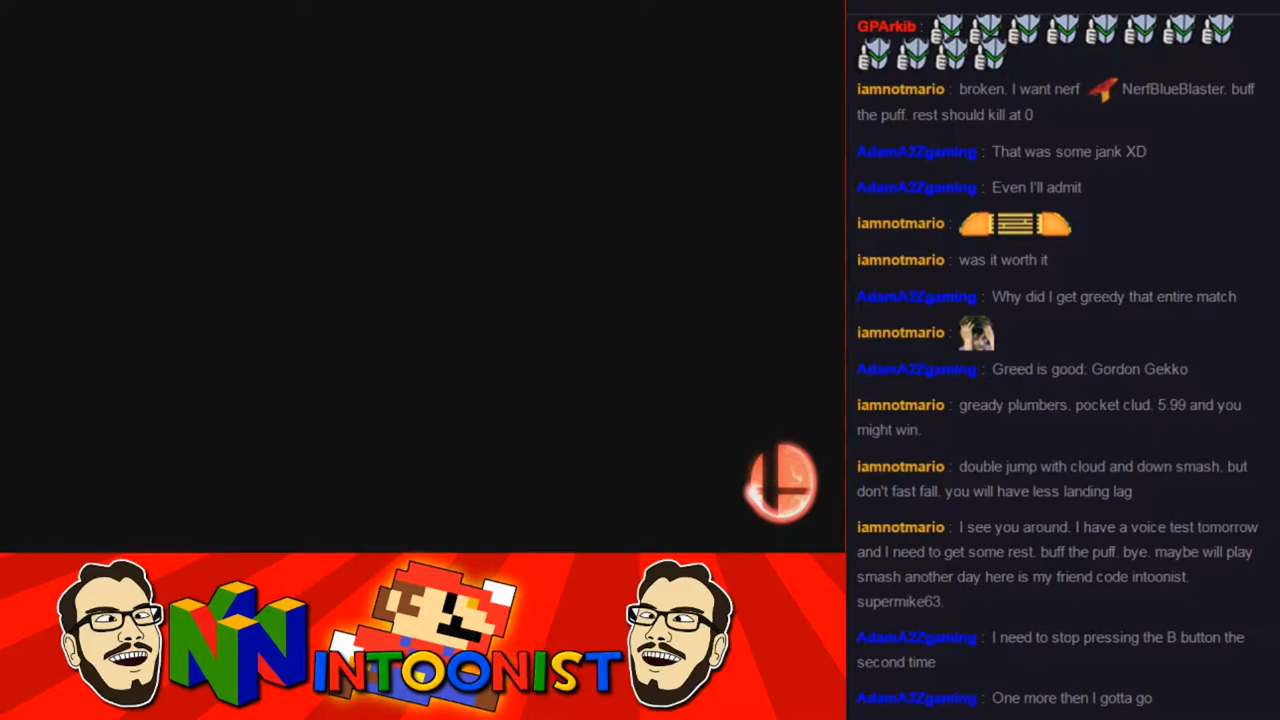 GPArkib :
iamnotmario : broken. I want nerf NerfBlueBlaster. buff
the puff. rest should kill at 0
AdamA2Zgaming : That was some jank XD
AdamA2Zgaming : Even I'll admit
iamnotmario :
iamnotmario : was it worth it
AdamA2Zgaming : Why did I get greedy that entire match
iamnotmario :
AdamA2Zgaming : Greed is good: Gordon Gekko
iamnotmario : gready plumbers. pocket clud. 5.99 and you
might win.
iamnotmario : double jump with cloud and down smash, but
don't fast fall. you will have less landing lag
iamnotmario : I see you around. I have a voice test tomorrow
and I need to get some rest. buff the puff. bye. maybe will play
smash another day here is my friend code intoonist.
supermike63.
AdamA2Zgaming : I need to stop pressing the B button the
second time
AdamA2Zgaming : One more then I gotta go
NINTOONIST